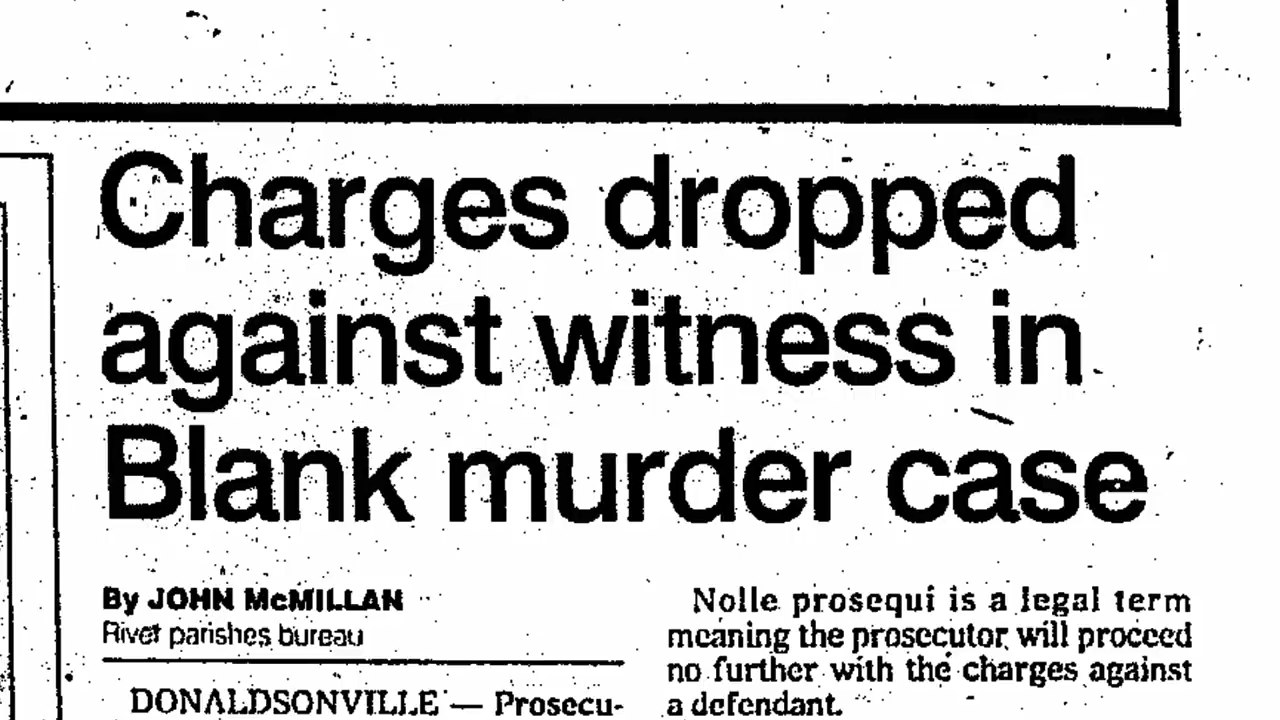 Charges dropped
against witness in
Blank murder case
By JOHN McMILLAN
River parishes bureau
DONALDSONVILLE — Prosecu-
Nolle prosequi is a legal term
meaning the prosecutor will proceed
no further with the charges against
a defendant.